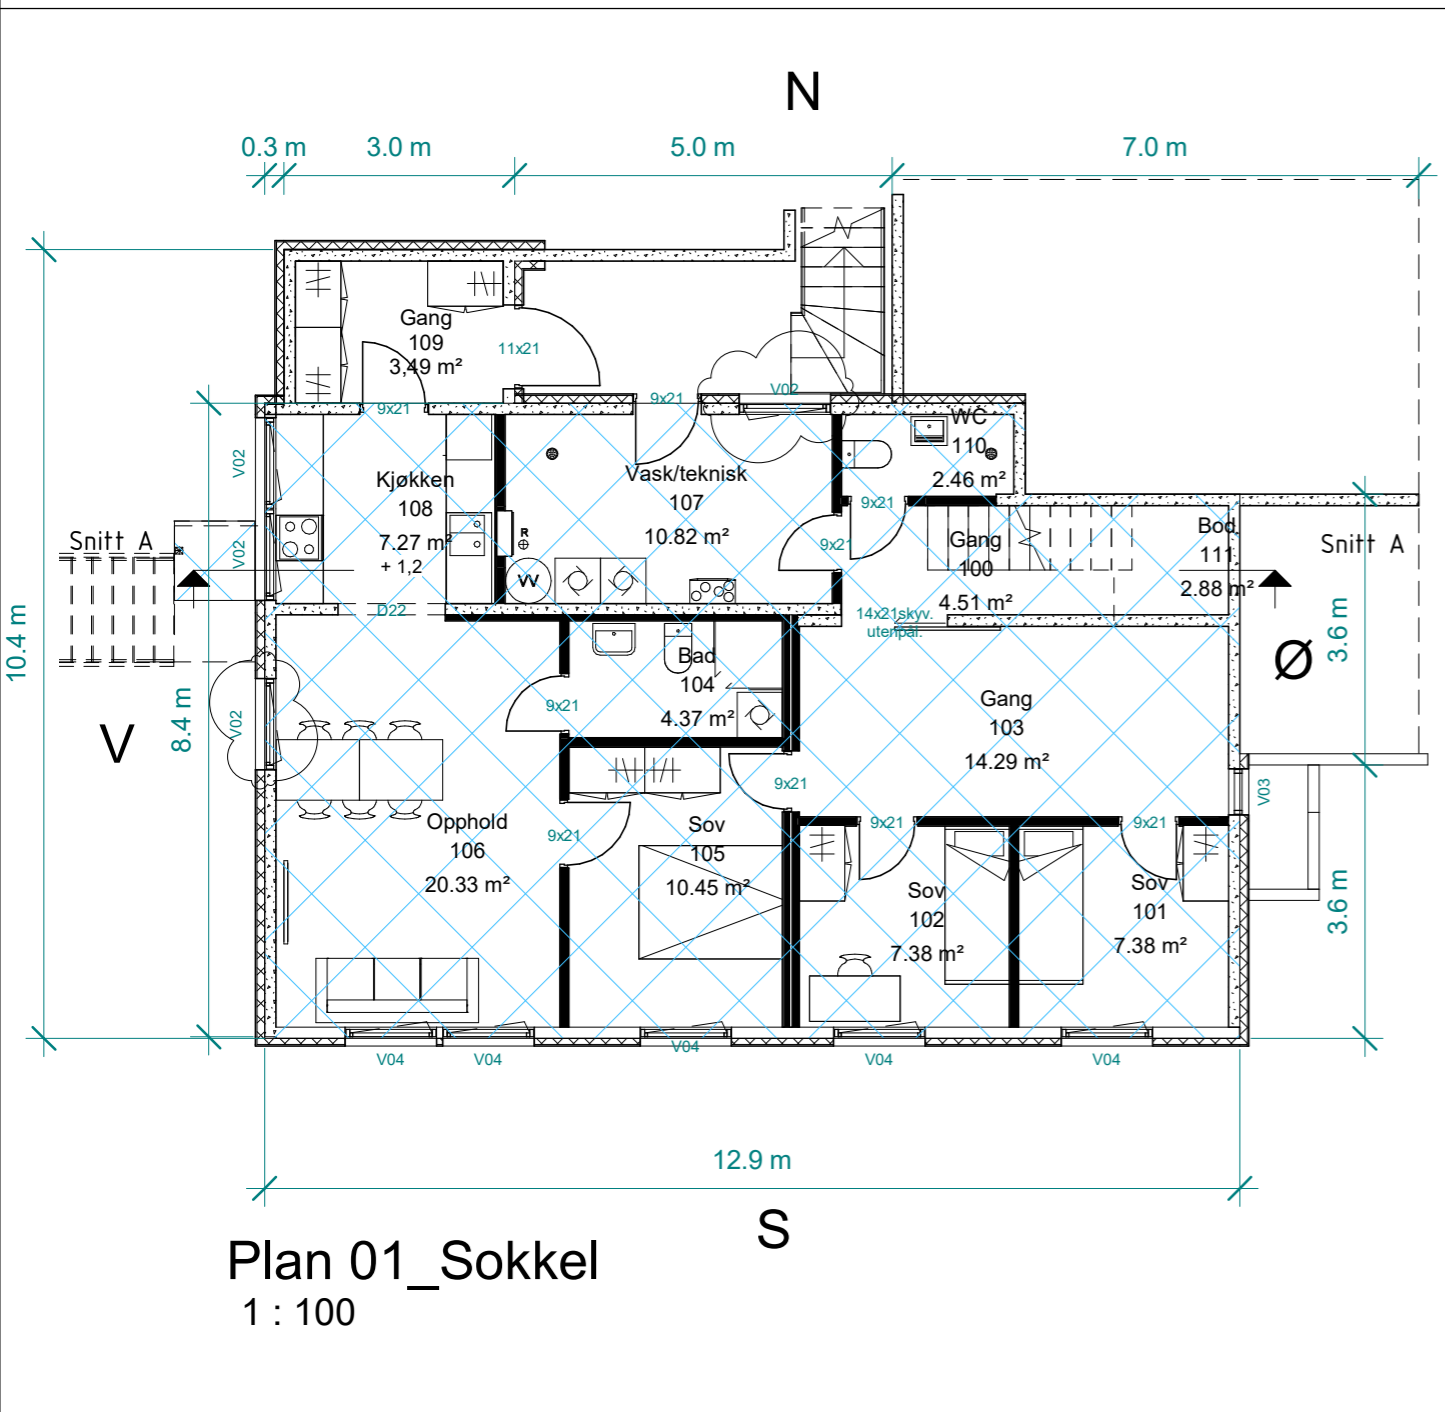 N
0.3 m
3.0 m
5.0 m
7.0 m
Gang
109
3,49 m²
11x21
9x21
9x21
V02
WC
110
2.46 m²
9x21
V02
Kjøkken
108
7.27 m²
+ 1,2
Vask/teknisk
107
10.82 m²
R
VV
9x21
Gang
100
4.51 m²
Bod
111
2.88 m²
Snitt A
Snitt A
V02
D22
14x21skyv.
utenpål.
10.4 m
8.4 m
3.6 m
Ø
V
V02
Bad
104
4.37 m²
9x21
Gang
103
14.29 m²
9x21
V03
Opphold
106
20.33 m²
9x21
Sov
105
10.45 m²
9x21
9x21
Sov
102
7.38 m²
Sov
101
7.38 m²
3.6 m
V04
V04
V04
V04
V04
12.9 m
S
Plan 01_Sokkel
1 : 100